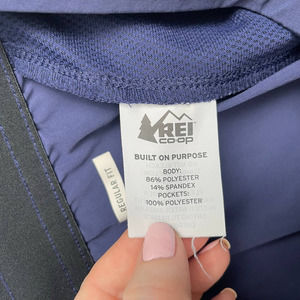 REI
CO·OP
BUILT ON PURPOSE
BODY:
86% POLYESTER
14% SPANDEX
POCKETS:
100% POLYESTER
REGULAR FIT